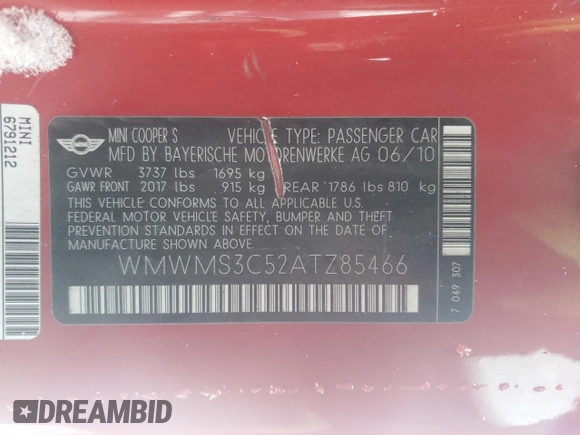 MINI
6791212
MINI
MINI COOPER S VEHICLE TYPE: PASSENGER CAR
MFD BY BAYERISCHE MOTORENWERKE AG 06/10
GVWR 3737 lbs 1695 kg
GAWR FRONT 2017 lbs 915 kg REAR 1786 lbs 810 kg
THIS VEHICLE CONFORMS TO ALL APPLICABLE U.S.
FEDERAL MOTOR VEHICLE SAFETY, BUMPER AND THEFT
PREVENTION STANDARDS IN EFFECT ON THE DATE OF
MANUFACTURE SHOWN ABOVE.
WMWMS3C52ATZ85466
7 049 307
DREAMBID